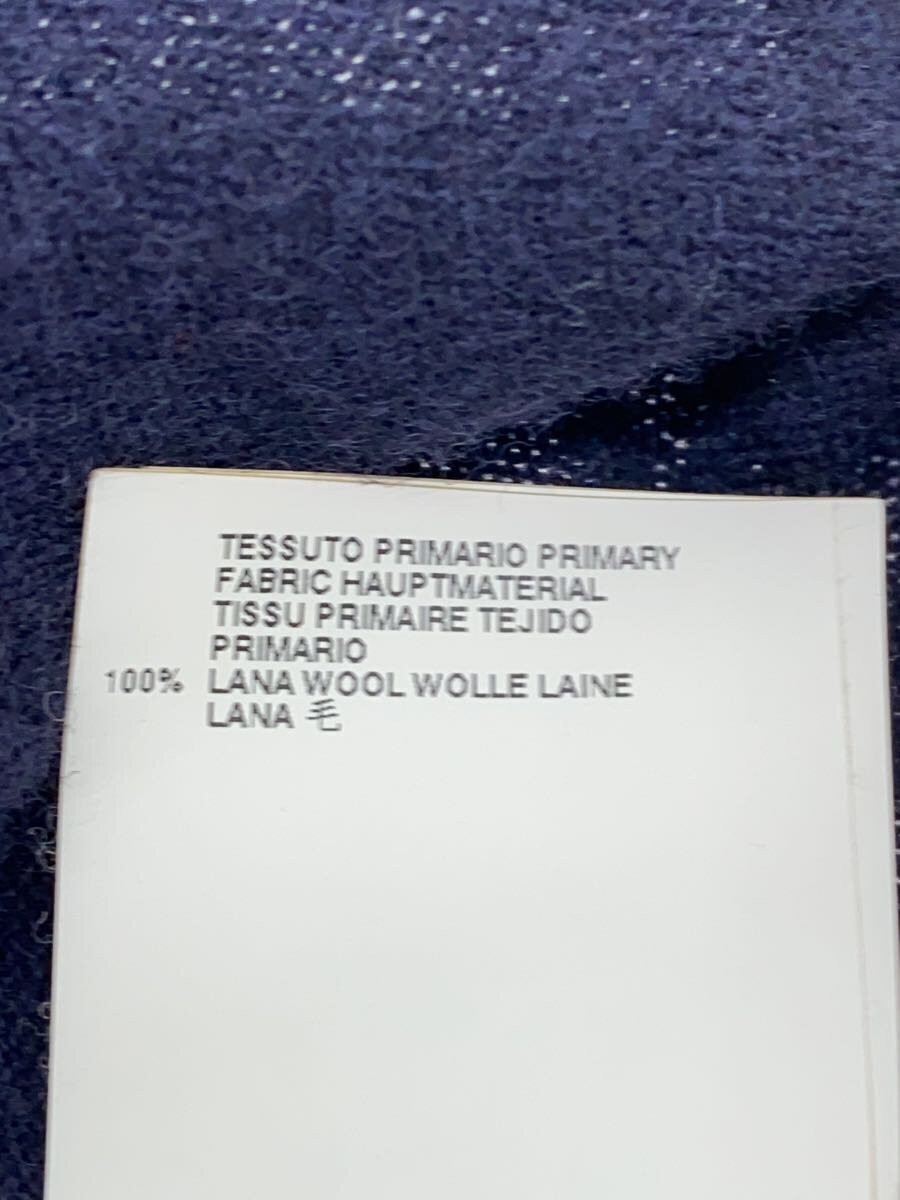 TESSUTO PRIMARIO PRIMARY
FABRIC HAUPTMATERIAL
TISSU PRIMAIRE TEJIDO
PRIMARIO
100% LANA WOOL WOLLE LAINE
LANA 毛